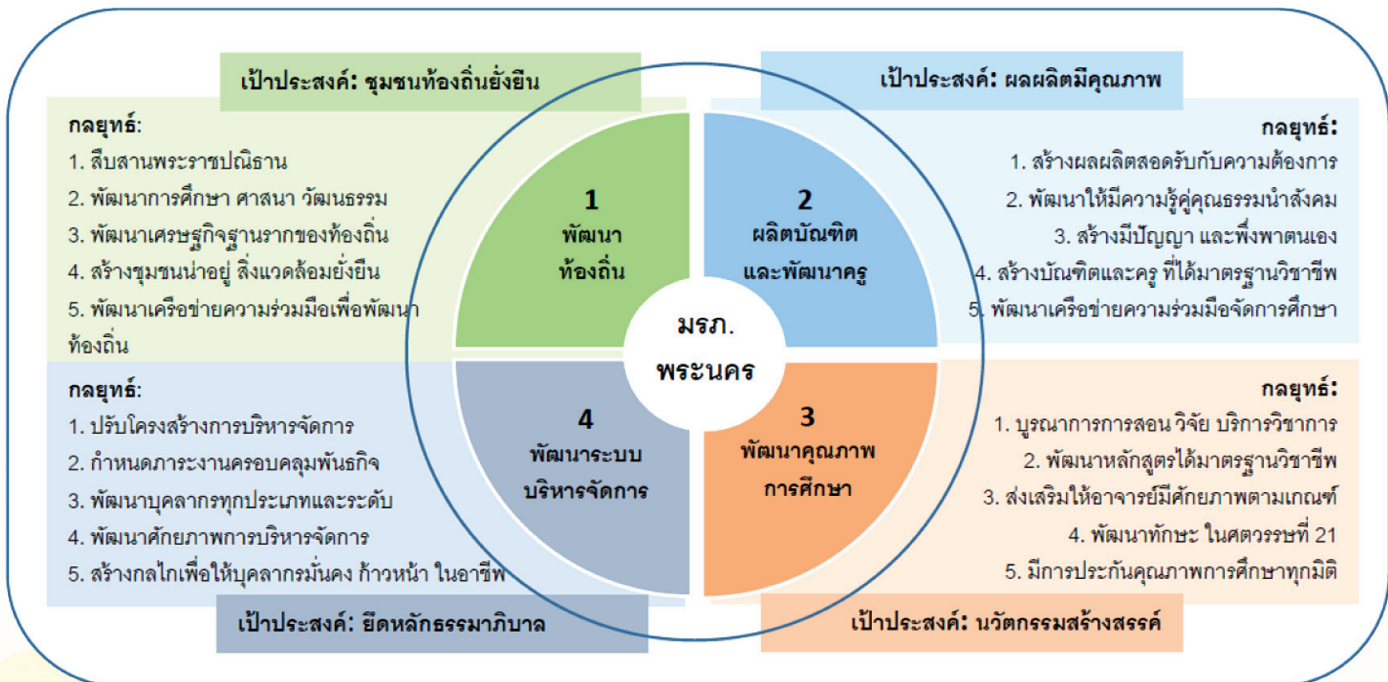 เป้าประสงค์: ชุมชนท้องถิ่นยั่งยืน
กลยุทธ์:
1. สืบสานพระราชปณิธาน
2. พัฒนาการศึกษา ศาสนา วัฒนธรรม
3. พัฒนาเศรษฐกิจฐานรากของท้องถิ่น
4. สร้างชุมชนน่าอยู่ สิ่งแวดล้อมยั่งยืน
5. พัฒนาเครือข่ายความร่วมมือเพื่อพัฒนา
ท้องถิ่น
1
พัฒนา
ท้องถิ่น
เป้าประสงค์: ผลผลิตมีคุณภาพ
กลยุทธ์:
1. สร้างผลผลิตสอดรับกับความต้องการ
2. พัฒนาให้มีความรู้คู่คุณธรรมนำสังคม
3. สร้างมีปัญญา และพึ่งพาตนเอง
4. สร้างบัณฑิตและครู ที่ได้มาตรฐานวิชาชีพ
5. พัฒนาเครือข่ายความร่วมมือจัดการศึกษา
2
ผลิตบัณฑิต
และพัฒนาครู
มรภ.
พระนคร
กลยุทธ์:
1. ปรับโครงสร้างการบริหารจัดการ
2. กำหนดภาระงานครอบคลุมพันธกิจ
3. พัฒนาบุคลากรทุกประเภทและระดับ
4. พัฒนาศักยภาพการบริหารจัดการ
5. สร้างกลไกเพื่อให้บุคลากรมั่นคง ก้าวหน้า ในอาชีพ
4
พัฒนาระบบ
บริหารจัดการ
เป้าประสงค์: ยึดหลักธรรมาภิบาล
3
พัฒนาคุณภาพ
การศึกษา
กลยุทธ์:
1. บูรณาการการสอน วิจัย บริการวิชาการ
2. พัฒนาหลักสูตรได้มาตรฐานวิชาชีพ
3. ส่งเสริมให้อาจารย์มีศักยภาพตามเกณฑ์
4. พัฒนาทักษะ ในศตวรรษที่ 21
5. มีการประกันคุณภาพการศึกษาทุกมิติ
เป้าประสงค์: นวัตกรรมสร้างสรรค์